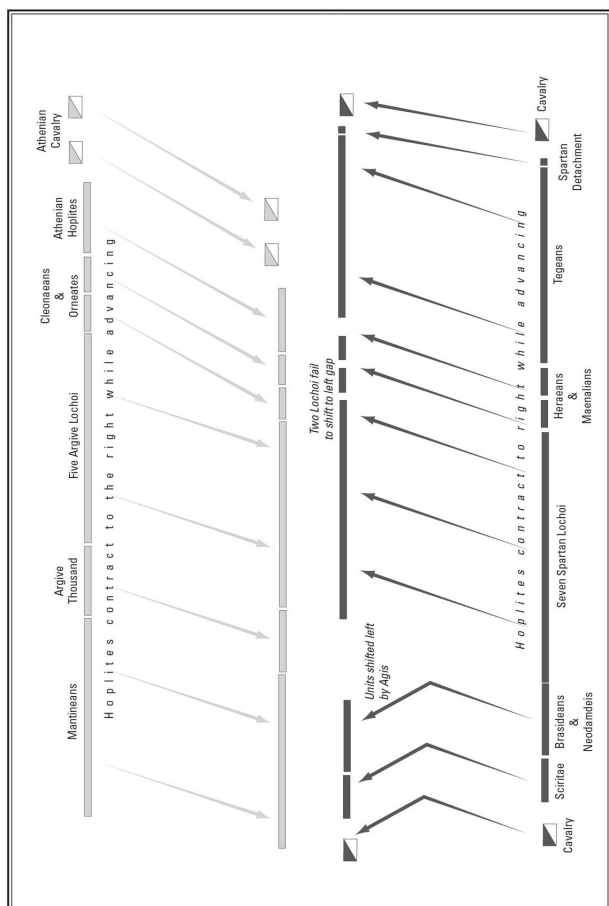 Athenian
Cavalry
Athenian
Hoplites
Cleonaeans
&
Orneates
Five Argive Lochoi
Argive
Thousand
Mantineans
Hoplites contract to the right while advancing
Two Lochoi fail
to shift to left gap
Units shifted left
by Agis
Hoplites contract to right while advancing
Cavalry
Spartan
Detachment
Tegeans
Heraeans
&
Maenalians
Seven Spartan Lochoi
Brasideans
&
Neodamdeis
Sciritae
Cavalry